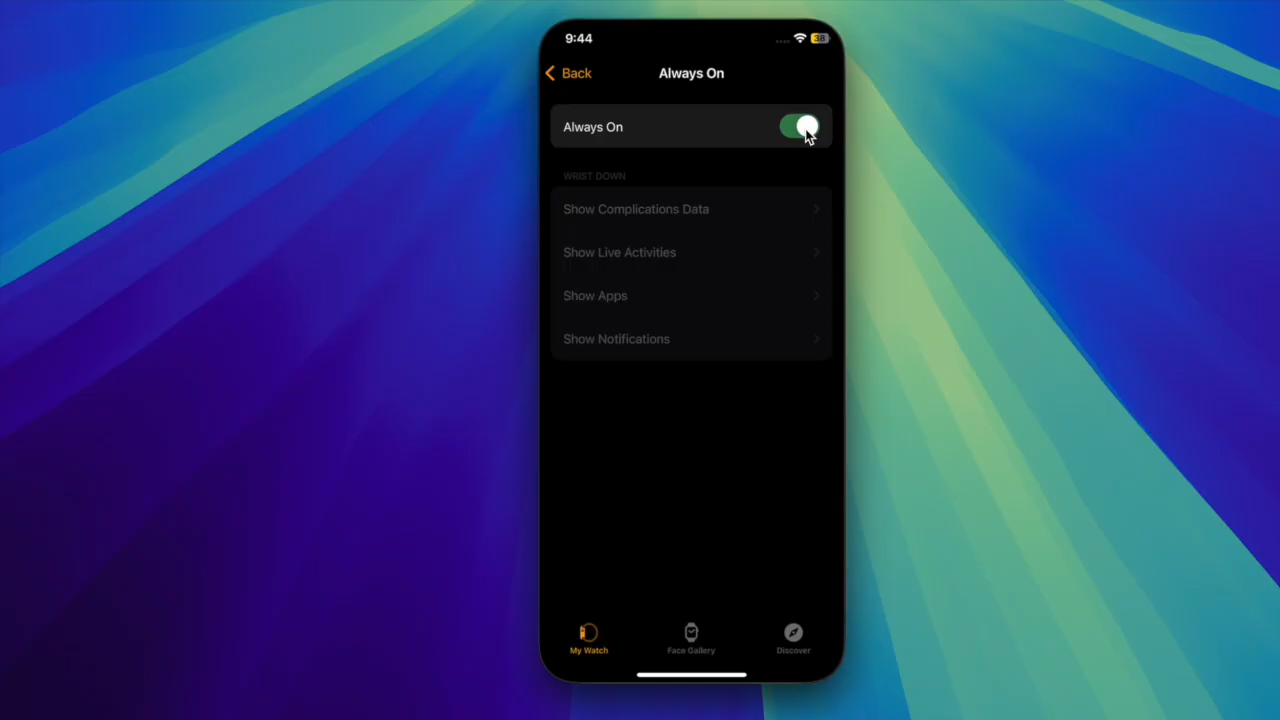 9:44
38
Back
Always On
Always On
WRIST DOWN
Show Complications Data
Show Live Activities
Show Apps
Show Notifications
My Watch
Face Gallery
Discover